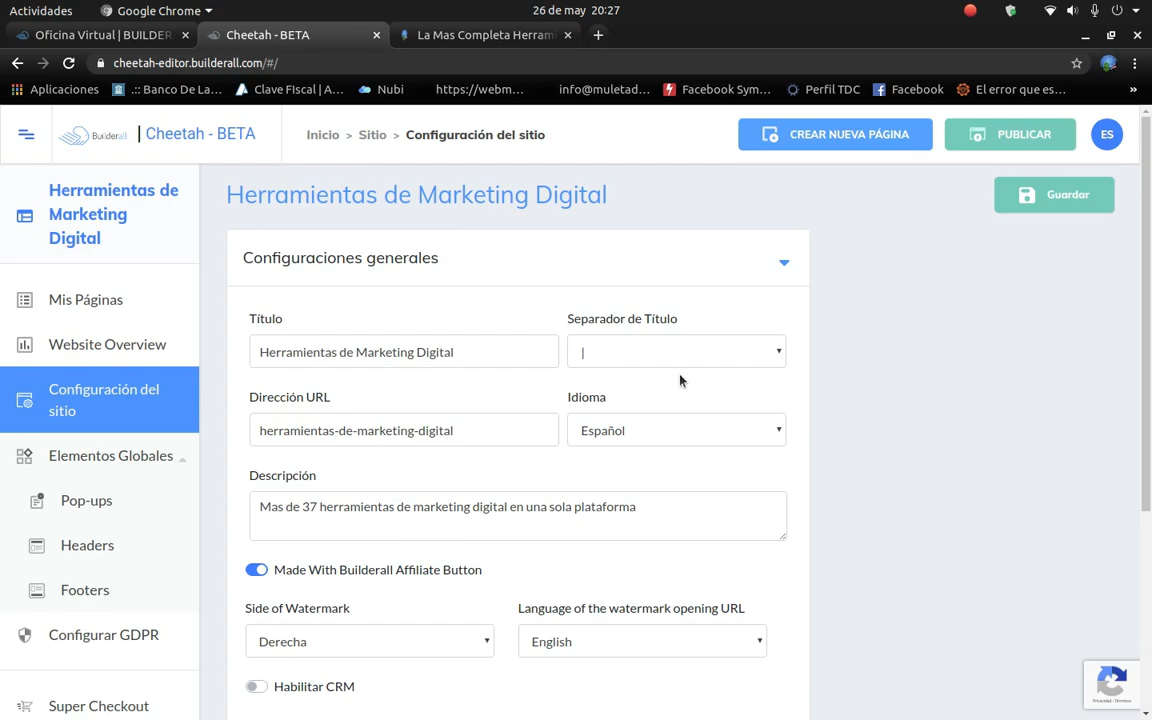 Actividades
Google Chrome
26 de may 20:27
Oficina Virtual | BUILDER
Cheetah - BETA
La Mas Completa Herram
cheetah-editor.builderall.com/#/
Aplicaciones
.:: Banco De La...
Clave FIscal | A...
Nubi
https://webm...
info@muletad...
Facebook Sym...
Perfil TDC
Facebook
El error que es...
»
Builderall | Cheetah - BETA
Inicio > Sitio > Configuración del sitio
CREAR NUEVA PÁGINA
PUBLICAR
ES
Herramientas de
Marketing
Digital
Mis Páginas
Website Overview
Configuración del
sitio
Elementos Globales
Pop-ups
Headers
Footers
Configurar GDPR
Super Checkout
Herramientas de Marketing Digital
Guardar
Configuraciones generales
Título
Separador de Título
Herramientas de Marketing Digital
|
Dirección URL
Idioma
herramientas-de-marketing-digital
Español
Descripción
Mas de 37 herramientas de marketing digital en una sola plataforma
Made With Builderall Affiliate Button
Side of Watermark
Language of the watermark opening URL
Derecha
English
Habilitar CRM
Privacidad - Términos